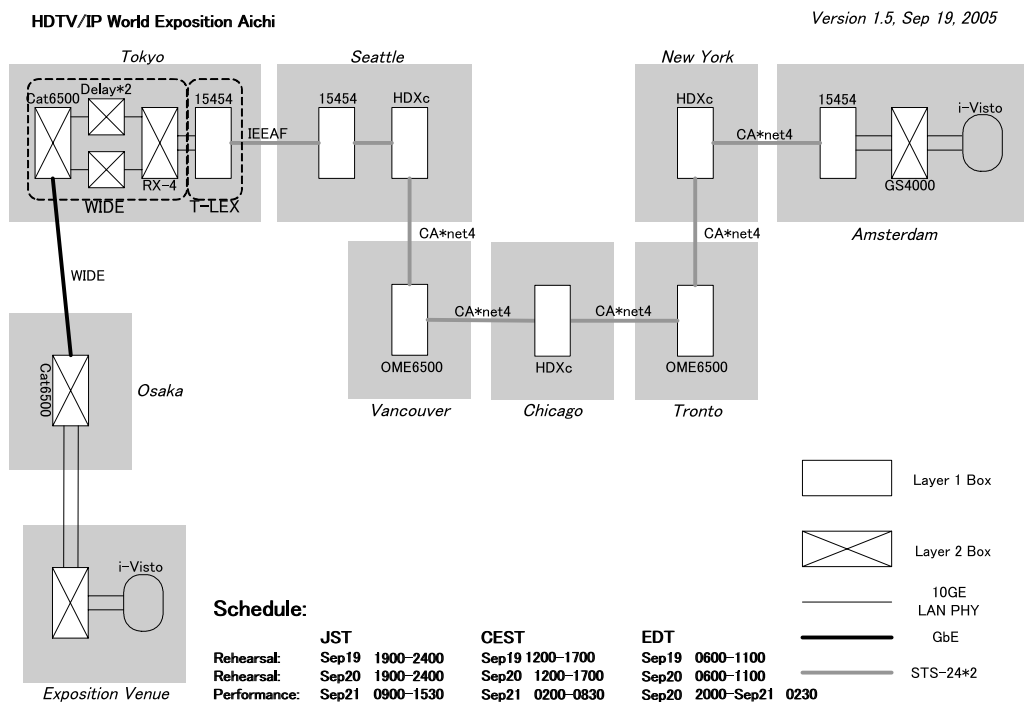 HDTV/IP World Exposition Aichi
Version 1.5, Sep 19, 2005
Tokyo
Seattle
New York
Cat6500
Delay*2
15454
15454
HDXc
HDXc
15454
i-Visto
IEEAF
CA*net4
RX-4
GS4000
WIDE
T-LEX
Amsterdam
CA*net4
CA*net4
WIDE
CA*net4
CA*net4
OME6500
HDXc
OME6500
Cat6500
Osaka
Vancouver
Chicago
Tronto
Layer 1 Box
Layer 2 Box
i-Visto
10GE
LAN PHY
GbE
STS-24*2
Exposition Venue
Schedule:
JST CEST EDT
Rehearsal: Sep19 1900-2400 Sep19 1200-1700 Sep19 0600-1100
Rehearsal: Sep20 1900-2400 Sep20 1200-1700 Sep20 0600-1100
Performance: Sep21 0900-1530 Sep21 0200-0830 Sep20 2000-Sep21 0230